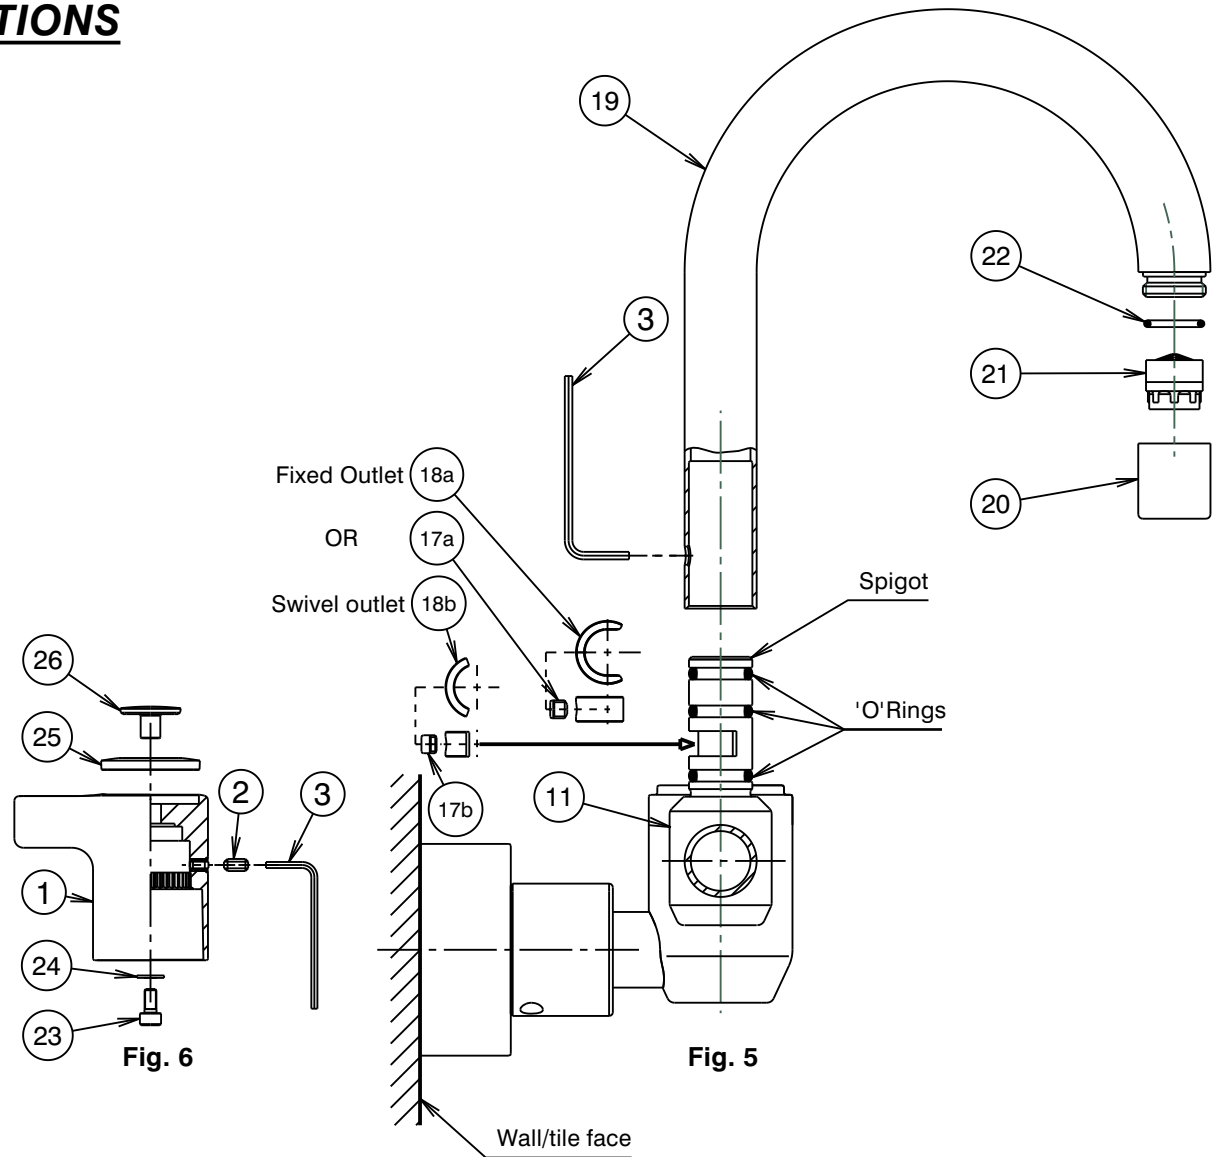 TIONS
19
22
3
21
Fixed Outlet 18a
20
OR 17a
Spigot
Swivel outlet 18b
26
'O'Rings
25
2
3
17b
11
1
24
23
Fig. 6
Fig. 5
Wall/tile face